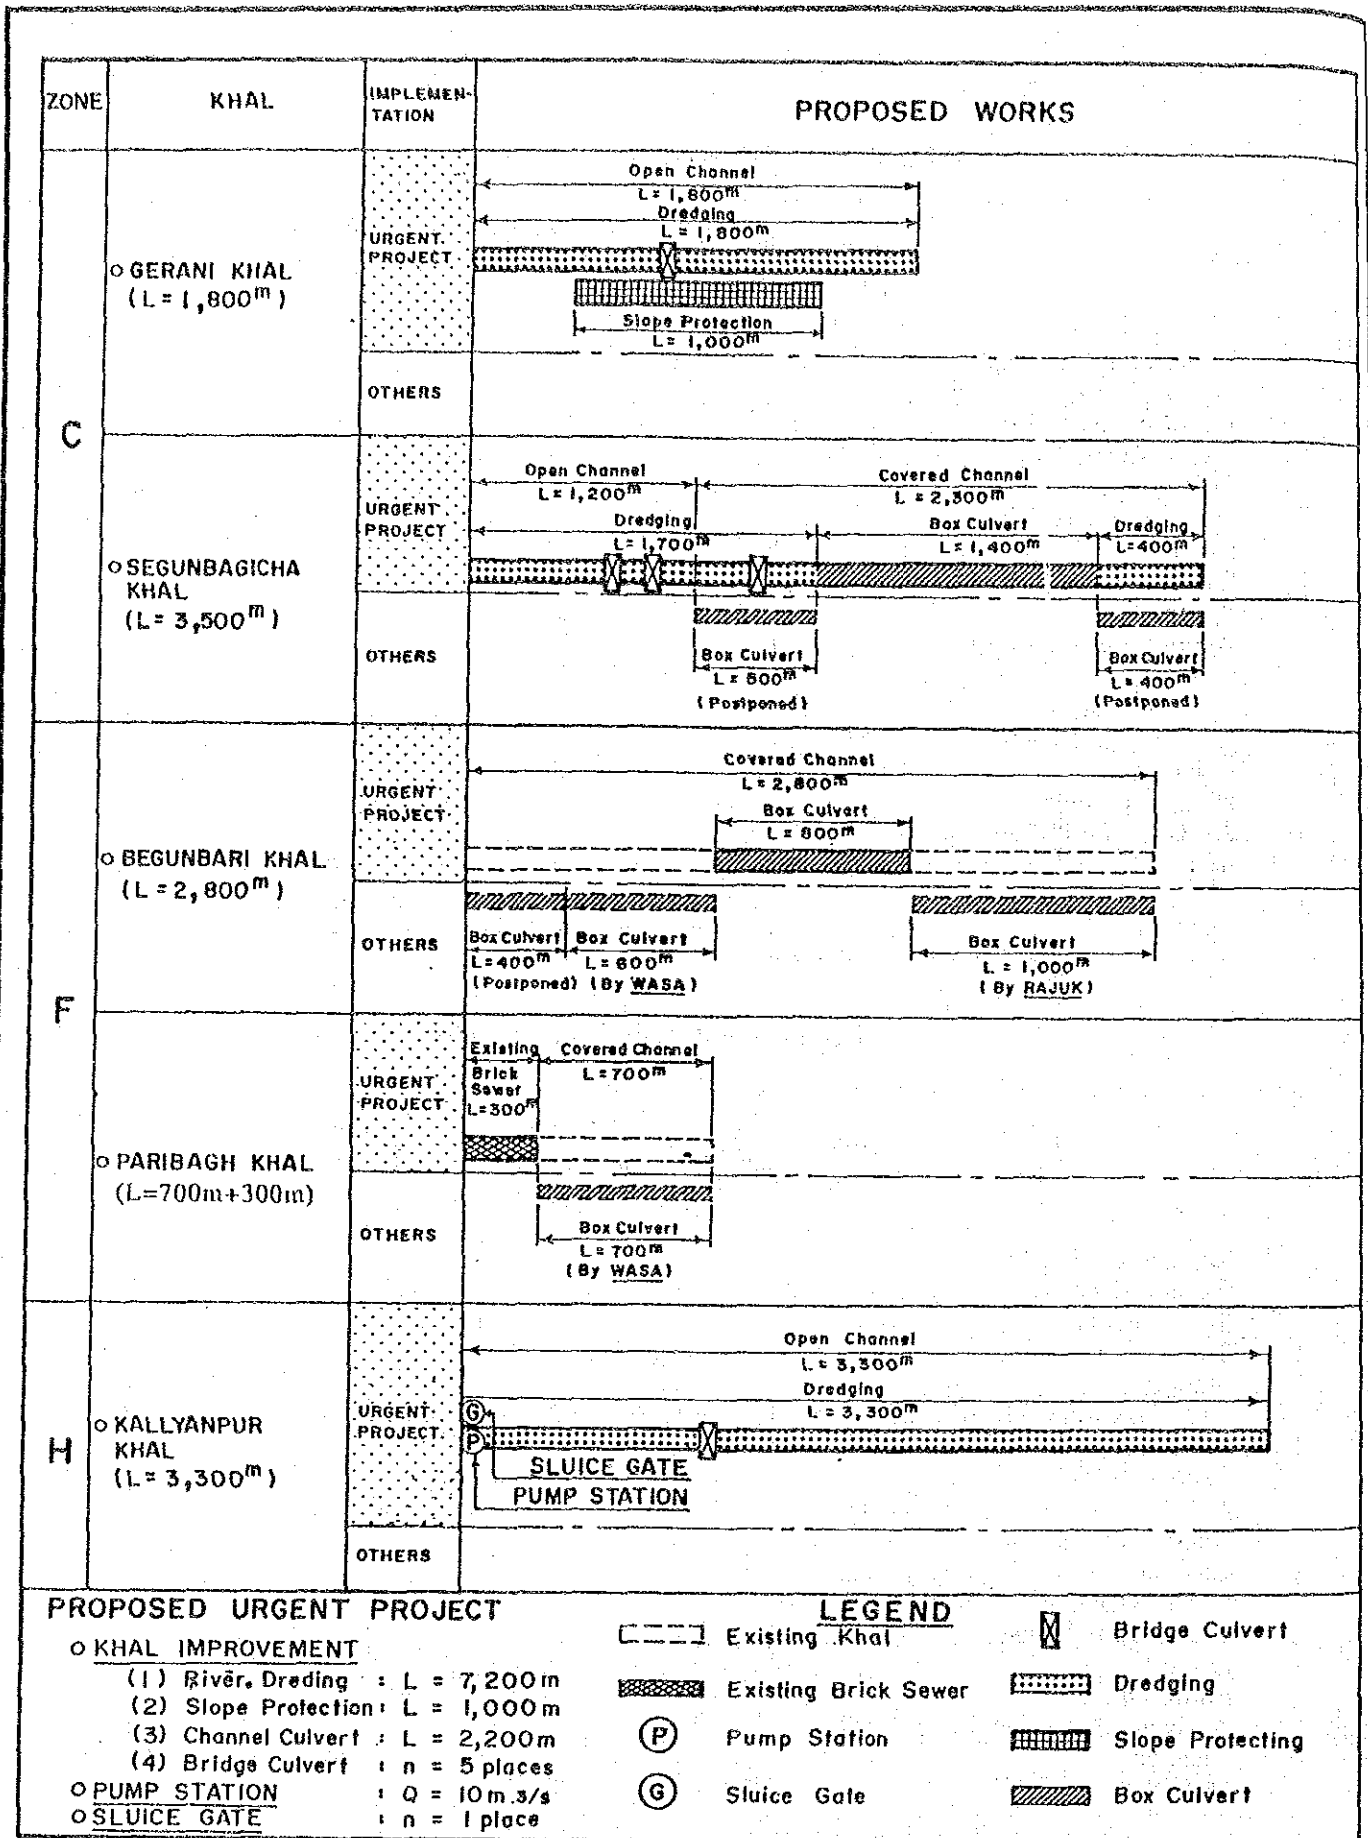 ZONE
KHAL
IMPLEMEN-
TATION
PROPOSED WORKS
C
GERANI KHAL
(L = 1,800m)
URGENT
PROJECT
Open Channel
L = 1,800m
Dredging
L = 1,800m
Slope Protection
L = 1,000m
OTHERS
SEGUNBAGICHA
KHAL
(L = 3,500m)
URGENT
PROJECT
Open Channel
L = 1,200m
Covered Channel
L = 2,300m
Dredging
L = 1,700m
Box Culvert
L = 1,400m
Dredging
L = 400m
OTHERS
Box Culvert
L = 500m
(Postponed)
Box Culvert
L = 400m
(Postponed)
F
BEGUNBARI KHAL
(L = 2,800m)
URGENT
PROJECT
Covered Channel
L = 2,800m
Box Culvert
L = 800m
OTHERS
Box Culvert
L = 400m
(Postponed)
Box Culvert
L = 600m
(By WASA)
Box Culvert
L = 1,000m
(By RAJUK)
PARIBAGH KHAL
(L=700m+300m)
URGENT
PROJECT
Existing
Brick
Sewer
L = 300m
Covered Channel
L = 700m
OTHERS
Box Culvert
L = 700m
(By WASA)
H
KALLYANPUR
KHAL
(L = 3,300m)
URGENT
PROJECT
Open Channel
L = 3,300m
Dredging
L = 3,300m
G
P
SLUICE GATE
PUMP STATION
OTHERS
PROPOSED URGENT PROJECT
KHAL IMPROVEMENT
(1) River. Dreding : L = 7,200m
(2) Slope Protection : L = 1,000m
(3) Channel Culvert : L = 2,200m
(4) Bridge Culvert : n = 5 places
PUMP STATION : Q = 10m.3/s
SLUICE GATE : n = 1 place
LEGEND
Existing Khal
Existing Brick Sewer
P Pump Station
G Sluice Gate
Bridge Culvert
Dredging
Slope Protecting
Box Culvert